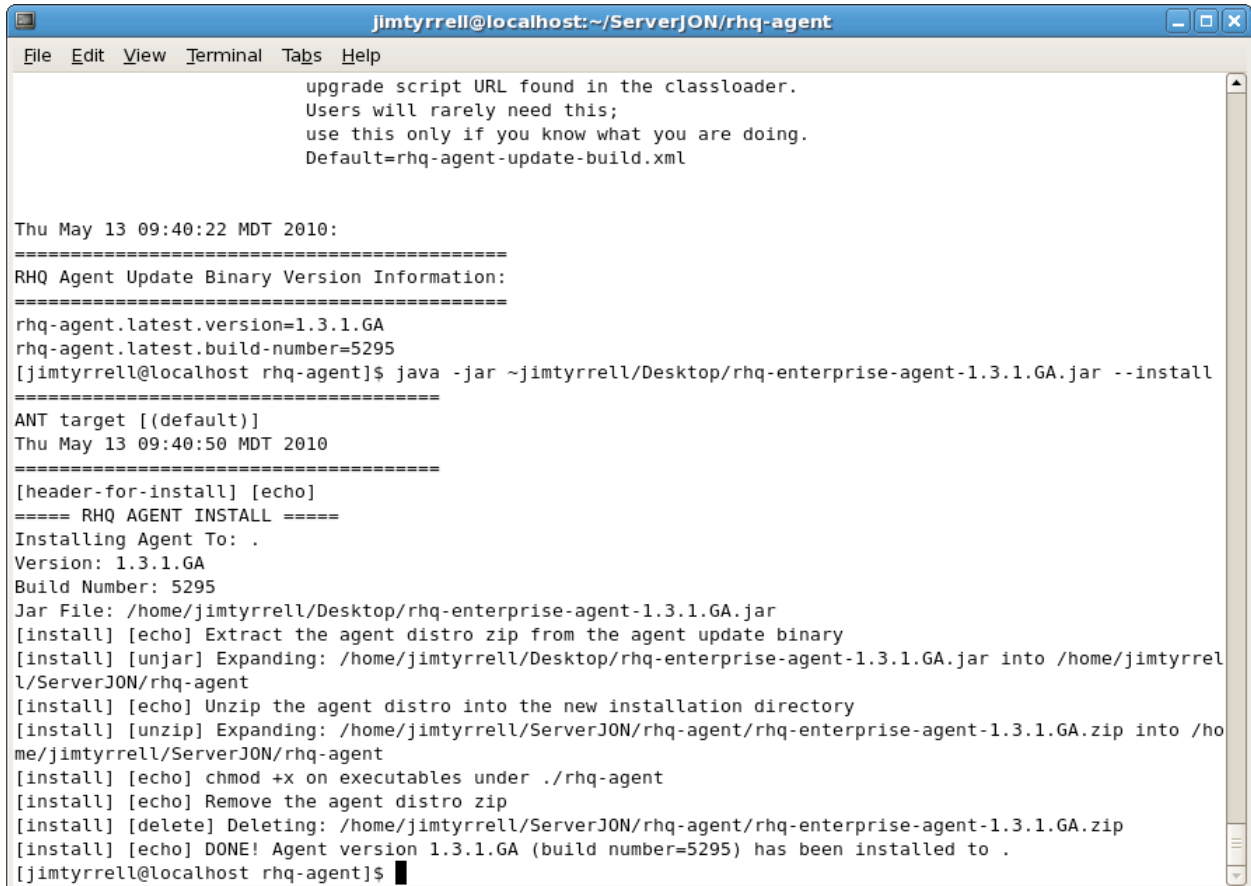 jimtyrrell@localhost:~/ServerJON/rhq-agent
File Edit View Terminal Tabs Help
upgrade script URL found in the classloader.
Users will rarely need this;
use this only if you know what you are doing.
Default=rhq-agent-update-build.xml
Thu May 13 09:40:22 MDT 2010:
============================================
RHQ Agent Update Binary Version Information:
============================================
rhq-agent.latest.version=1.3.1.GA
rhq-agent.latest.build-number=5295
[jimtyrrell@localhost rhq-agent]$ java -jar ~jimtyrrell/Desktop/rhq-enterprise-agent-1.3.1.GA.jar --install
======================================
ANT target [(default)]
Thu May 13 09:40:50 MDT 2010
======================================
[header-for-install] [echo]
===== RHQ AGENT INSTALL =====
Installing Agent To: .
Version: 1.3.1.GA
Build Number: 5295
Jar File: /home/jimtyrrell/Desktop/rhq-enterprise-agent-1.3.1.GA.jar
[install] [echo] Extract the agent distro zip from the agent update binary
[install] [unjar] Expanding: /home/jimtyrrell/Desktop/rhq-enterprise-agent-1.3.1.GA.jar into /home/jimtyrrel
l/ServerJON/rhq-agent
[install] [echo] Unzip the agent distro into the new installation directory
[install] [unzip] Expanding: /home/jimtyrrell/ServerJON/rhq-agent/rhq-enterprise-agent-1.3.1.GA.zip into /ho
me/jimtyrrell/ServerJON/rhq-agent
[install] [echo] chmod +x on executables under ./rhq-agent
[install] [echo] Remove the agent distro zip
[install] [delete] Deleting: /home/jimtyrrell/ServerJON/rhq-agent/rhq-enterprise-agent-1.3.1.GA.zip
[install] [echo] DONE! Agent version 1.3.1.GA (build number=5295) has been installed to .
[jimtyrrell@localhost rhq-agent]$